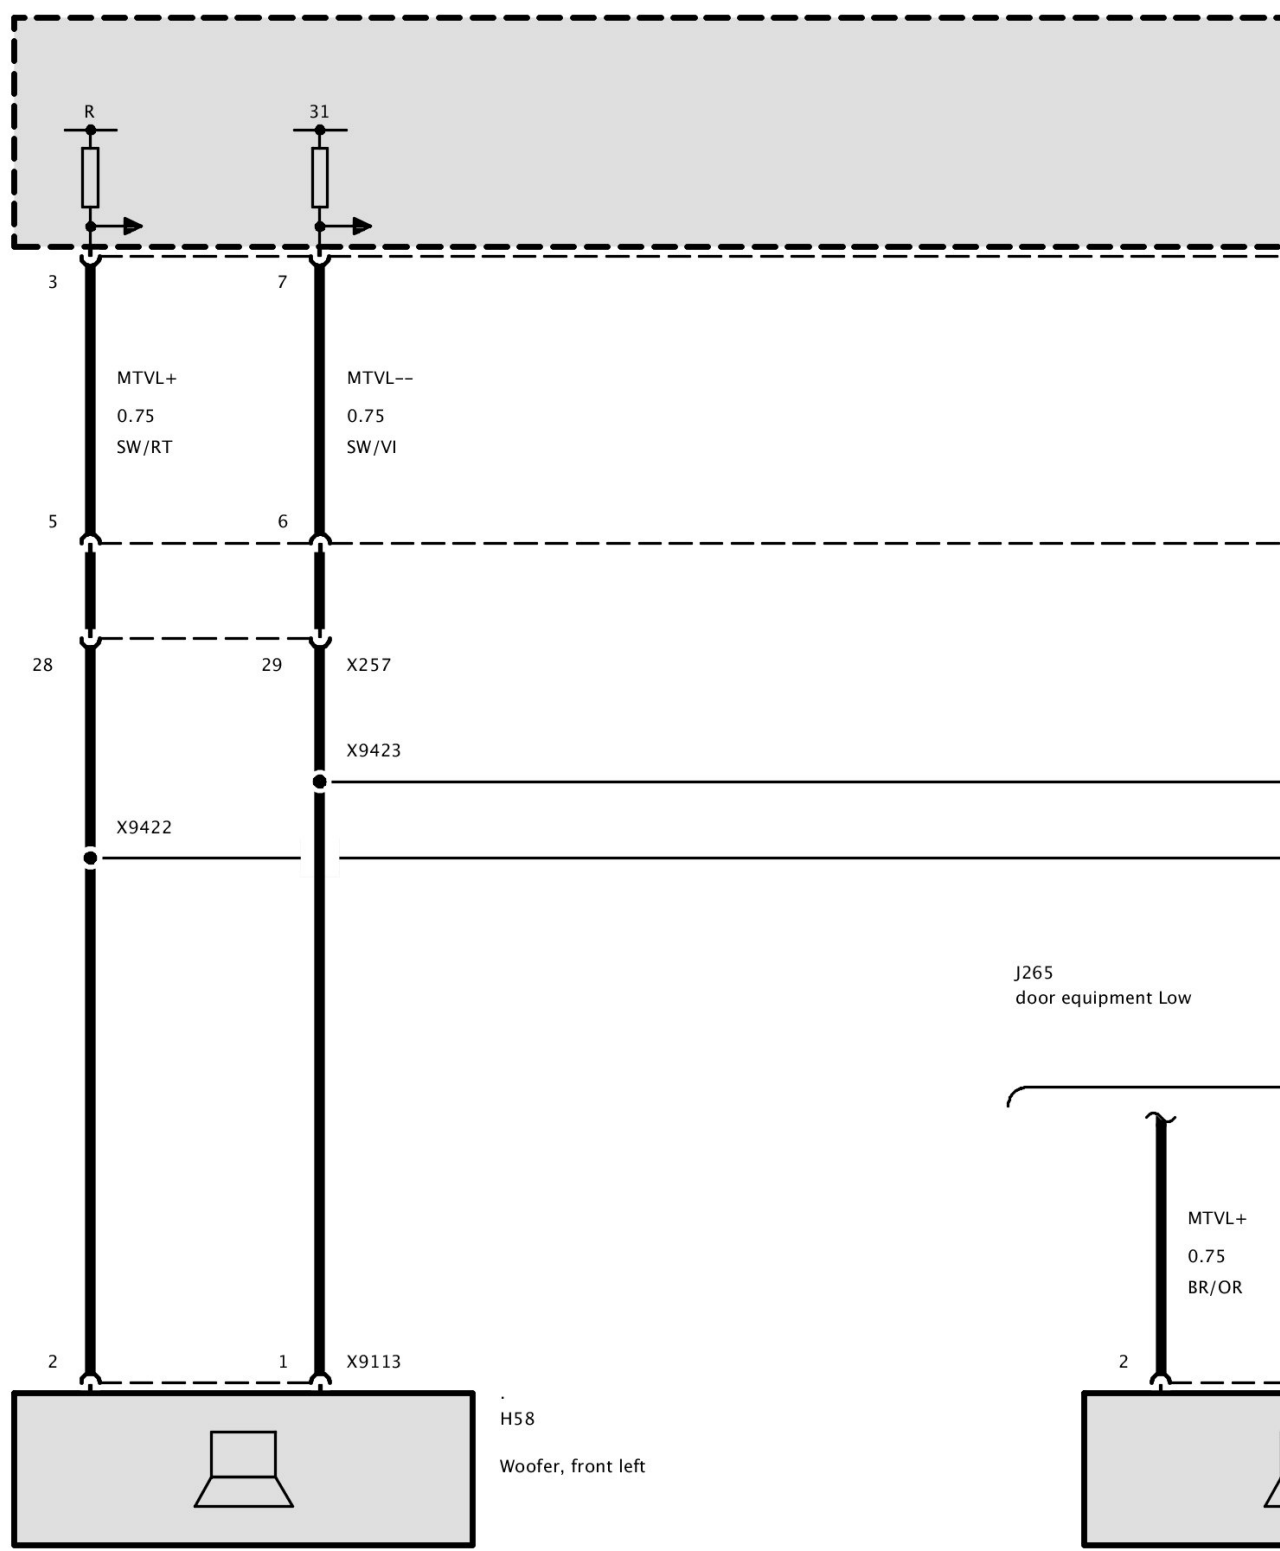 R
31
3
7
MTVL+
MTVL--
0.75
0.75
SW/RT
SW/VI
5
6
28
29
X257
X9423
X9422
J265
door equipment Low
MTVL+
0.75
BR/OR
2
1
X9113
2
.
H58
Woofer, front left